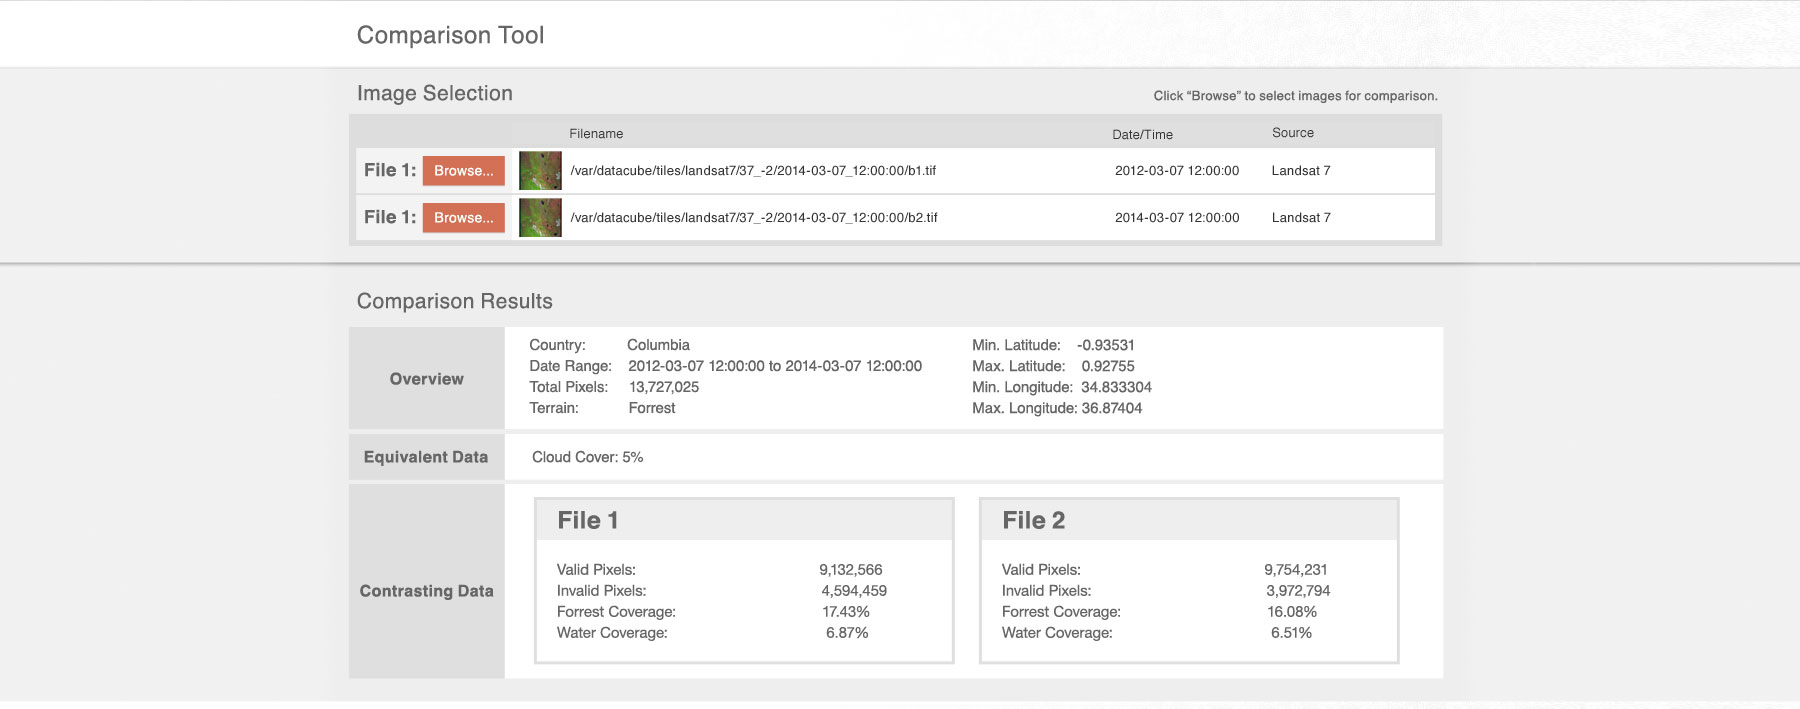 Comparison Tool
Image Selection
Click “Browse” to select images for comparison.
Filename Date/Time Source
File 1: Browse... /var/datacube/tiles/landsat7/37_-2/2014-03-07_12:00:00/b1.tif 2012-03-07 12:00:00 Landsat 7
File 1: Browse... /var/datacube/tiles/landsat7/37_-2/2014-03-07_12:00:00/b2.tif 2014-03-07 12:00:00 Landsat 7
Comparison Results
Overview
Country: Columbia
Date Range: 2012-03-07 12:00:00 to 2014-03-07 12:00:00
Total Pixels: 13,727,025
Terrain: Forrest
Min. Latitude: -0.93531
Max. Latitude: 0.92755
Min. Longitude: 34.833304
Max. Longitude: 36.87404
Equivalent Data
Cloud Cover: 5%
Contrasting Data
File 1
Valid Pixels: 9,132,566
Invalid Pixels: 4,594,459
Forrest Coverage: 17.43%
Water Coverage: 6.87%
File 2
Valid Pixels: 9,754,231
Invalid Pixels: 3,972,794
Forrest Coverage: 16.08%
Water Coverage: 6.51%